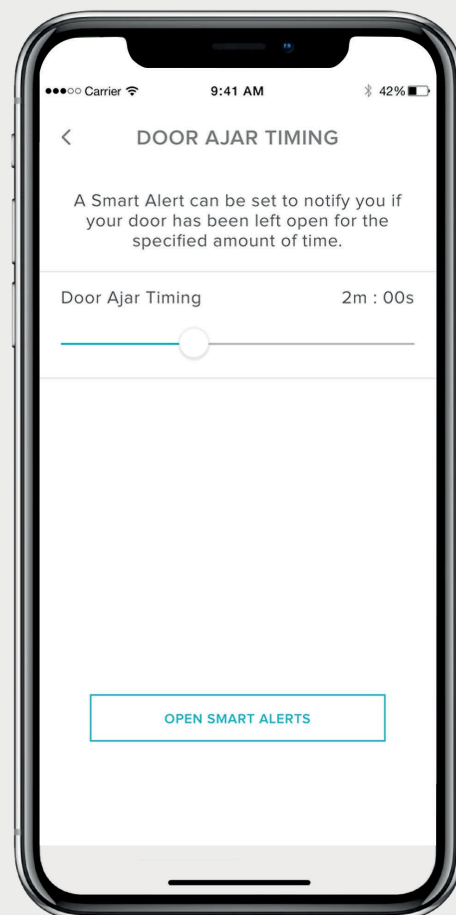 Carrier 9:41 AM 42%
DOOR AJAR TIMING
A Smart Alert can be set to notify you if
your door has been left open for the
specified amount of time.
Door Ajar Timing 2m : 00s
OPEN SMART ALERTS